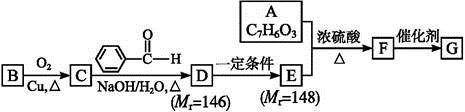 A
C₇H₆O₃
B
O₂
Cu,△
C
O
H
NaOH/H₂O,△
D
(Mᵣ=146)
一定条件
E
(Mᵣ=148)
浓硫酸
△
F
催化剂
G